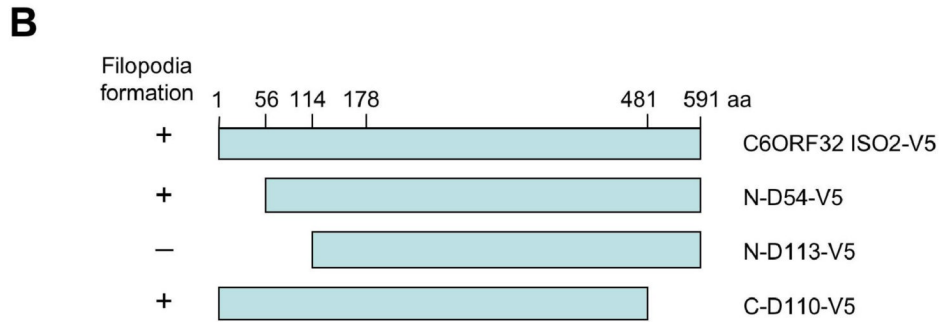 B
Filopodia
formation
1 56 114 178 481 591 aa
+ C6ORF32 ISO2-V5
+ N-D54-V5
– N-D113-V5
+ C-D110-V5